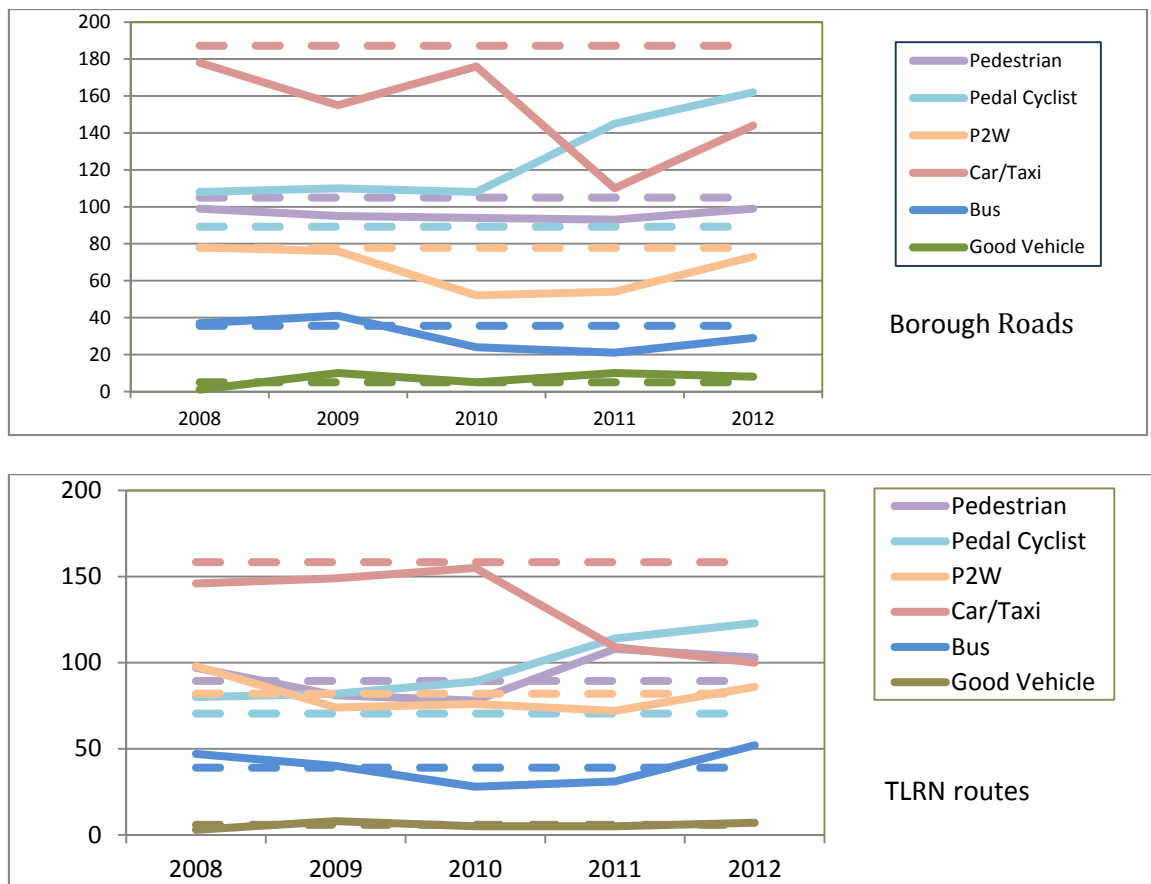 200
180
160
140
120
100
80
60
40
20
0
2008 2009 2010 2011 2012
Pedestrian
Pedal Cyclist
P2W
Car/Taxi
Bus
Good Vehicle
Borough Roads
200
150
100
50
0
2008 2009 2010 2011 2012
Pedestrian
Pedal Cyclist
P2W
Car/Taxi
Bus
Good Vehicle
TLRN routes